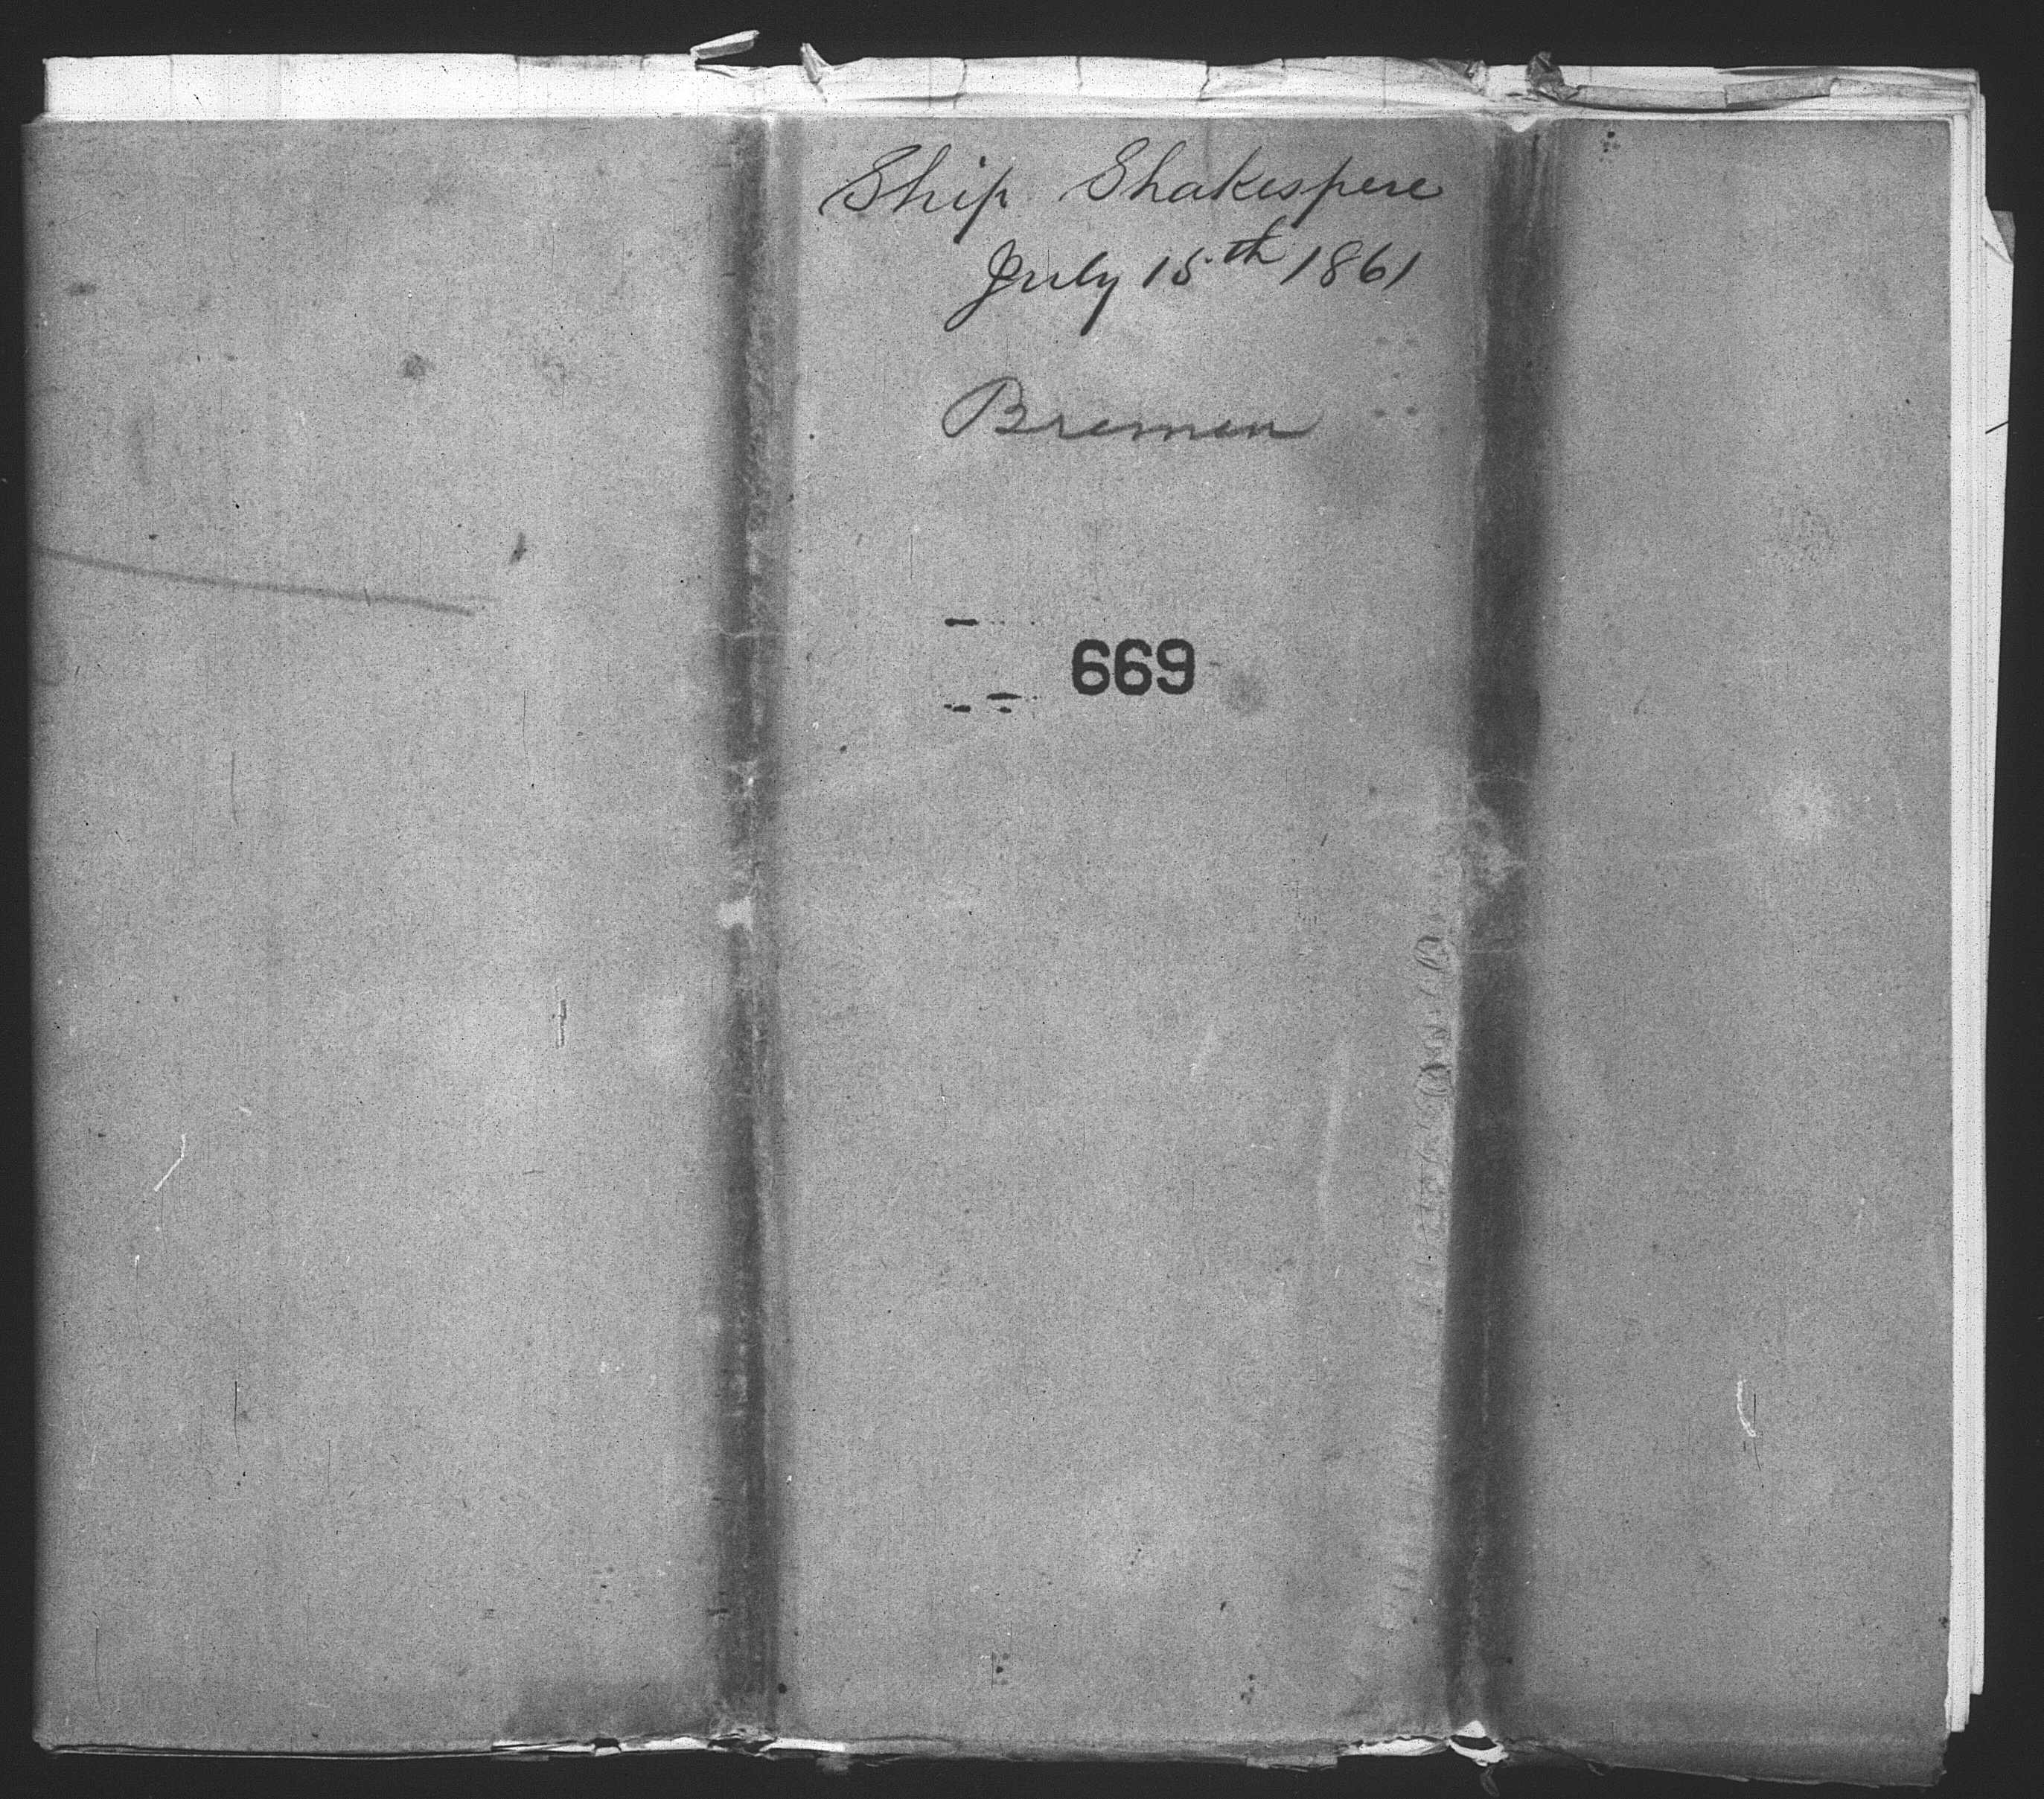 Ship Shakespere
July 15th 1861
Bremen
669